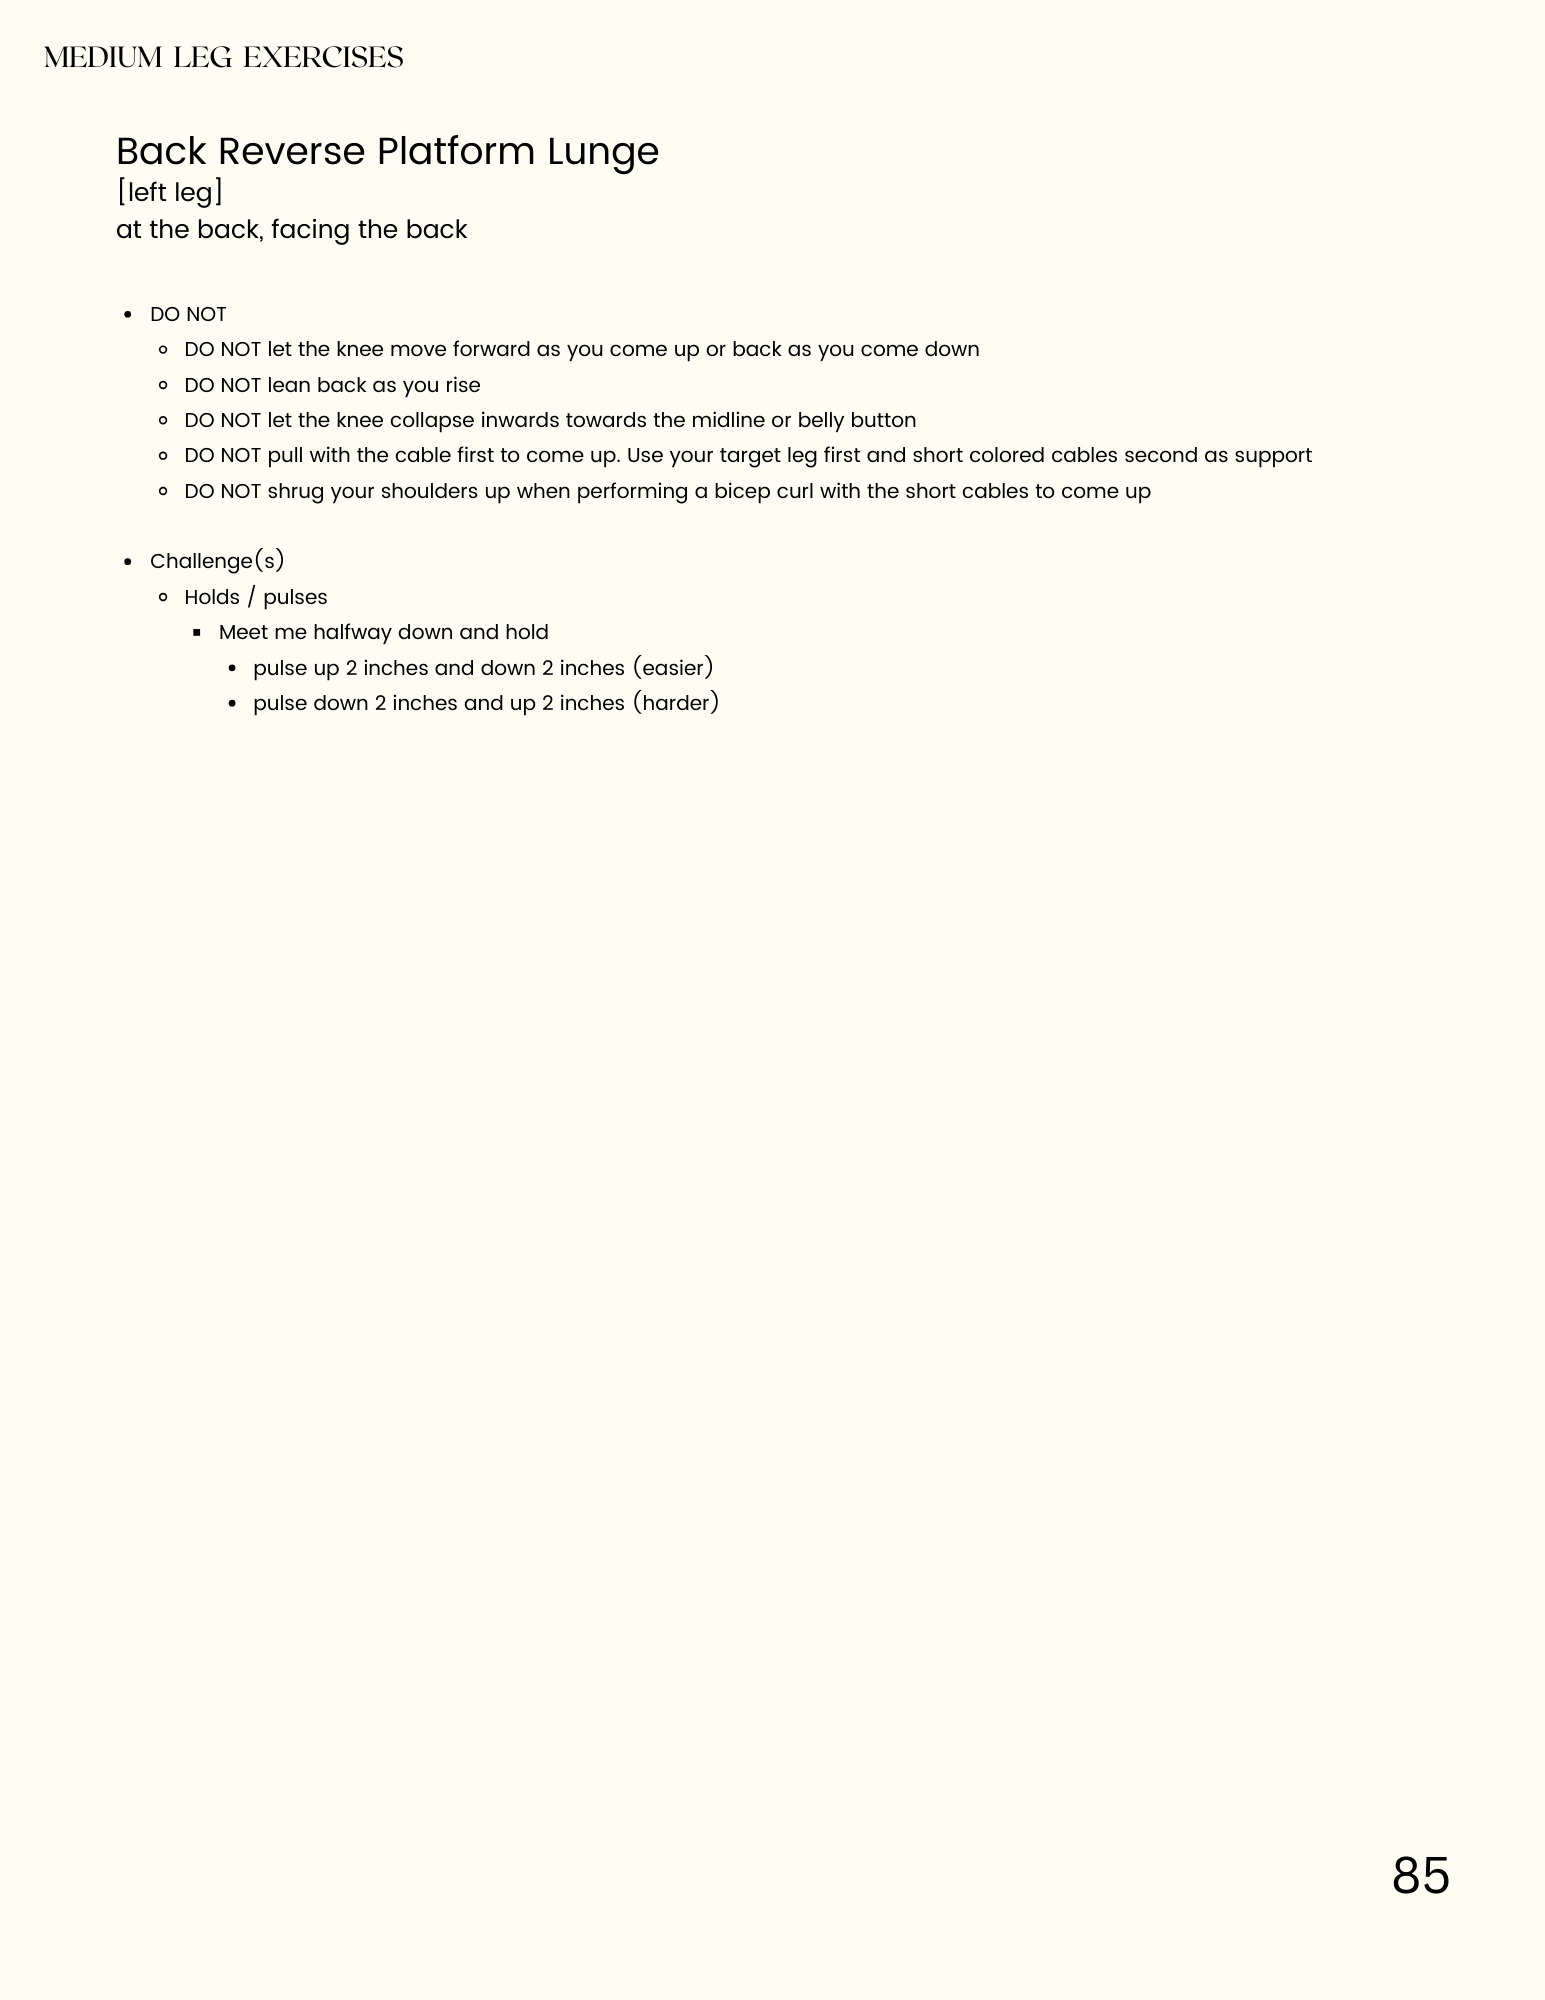 MEDIUM LEG EXERCISES
Back Reverse Platform Lunge
[left leg]
at the back, facing the back
• DO NOT
DO NOT let the knee move forward as you come up or back as you come down
DO NOT lean back as you rise
DO NOT let the knee collapse inwards towards the midline or belly button
DO NOT pull with the cable first to come up. Use your target leg first and short colored cables second as support
DO NOT shrug your shoulders up when performing a bicep curl with the short cables to come up
• Challenge(s)
Holds / pulses
▪ Meet me halfway down and hold
• pulse up 2 inches and down 2 inches (easier)
• pulse down 2 inches and up 2 inches (harder)
85